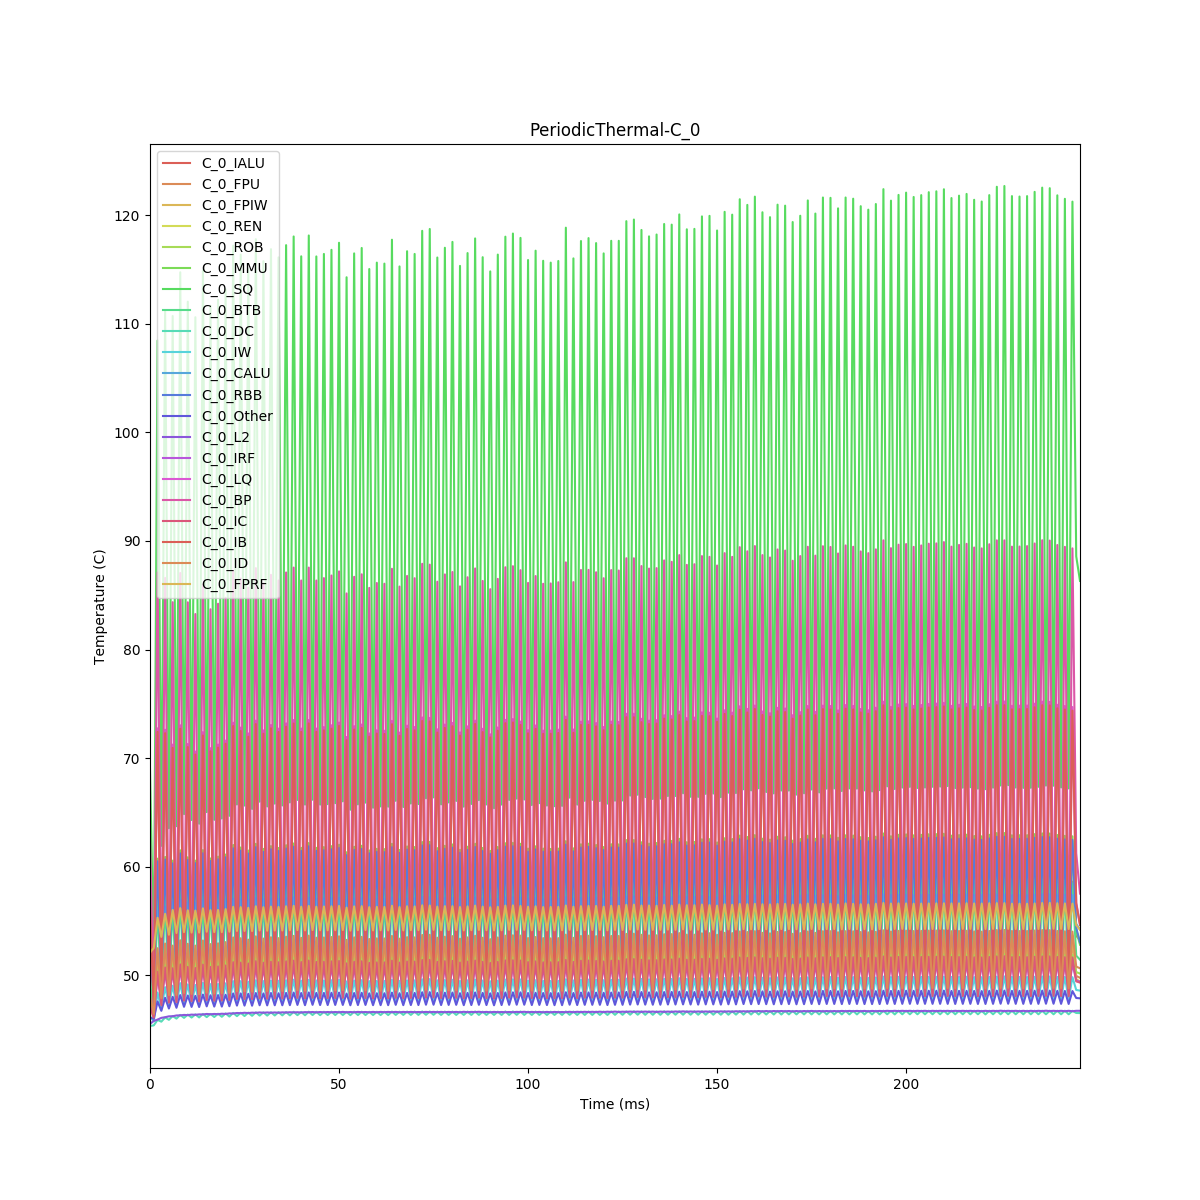 PeriodicThermal-C_0
C_0_IALU
C_0_FPU
C_0_FPIW
C_0_REN
C_0_ROB
C_0_MMU
C_0_SQ
C_0_BTB
C_0_DC
C_0_IW
C_0_CALU
C_0_RBB
C_0_Other
C_0_L2
C_0_IRF
C_0_LQ
C_0_BP
C_0_IC
C_0_IB
C_0_ID
C_0_FPRF
120
110
100
90
80
70
60
50
Temperature (C)
0 50 100 150 200
Time (ms)